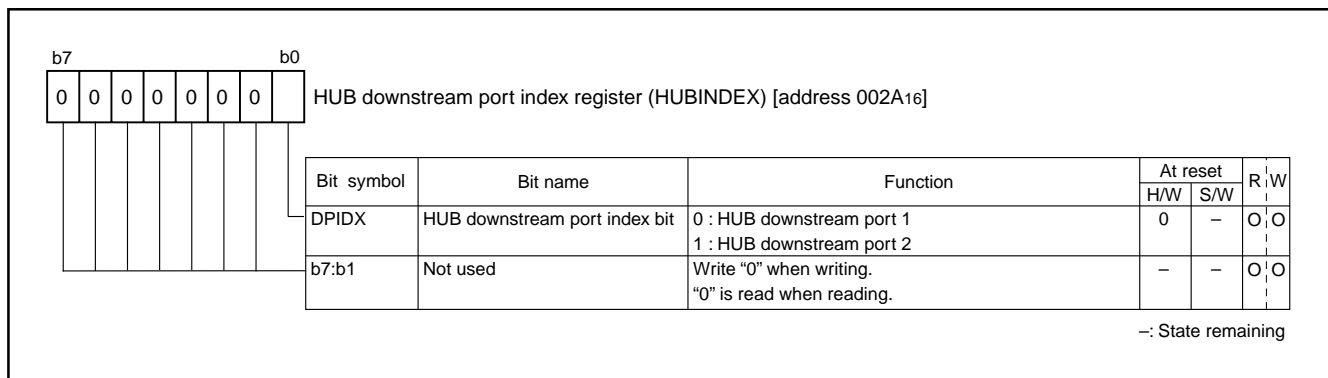 b7 b0
0 0 0 0 0 0 0
HUB downstream port index register (HUBINDEX) [address 002A16]
Bit symbol Bit name Function At reset R W
H/W S/W
DPIDX HUB downstream port index bit 0 : HUB downstream port 1 0 – O O
1 : HUB downstream port 2
b7:b1 Not used Write “0” when writing. – – O O
“0” is read when reading.
–: State remaining